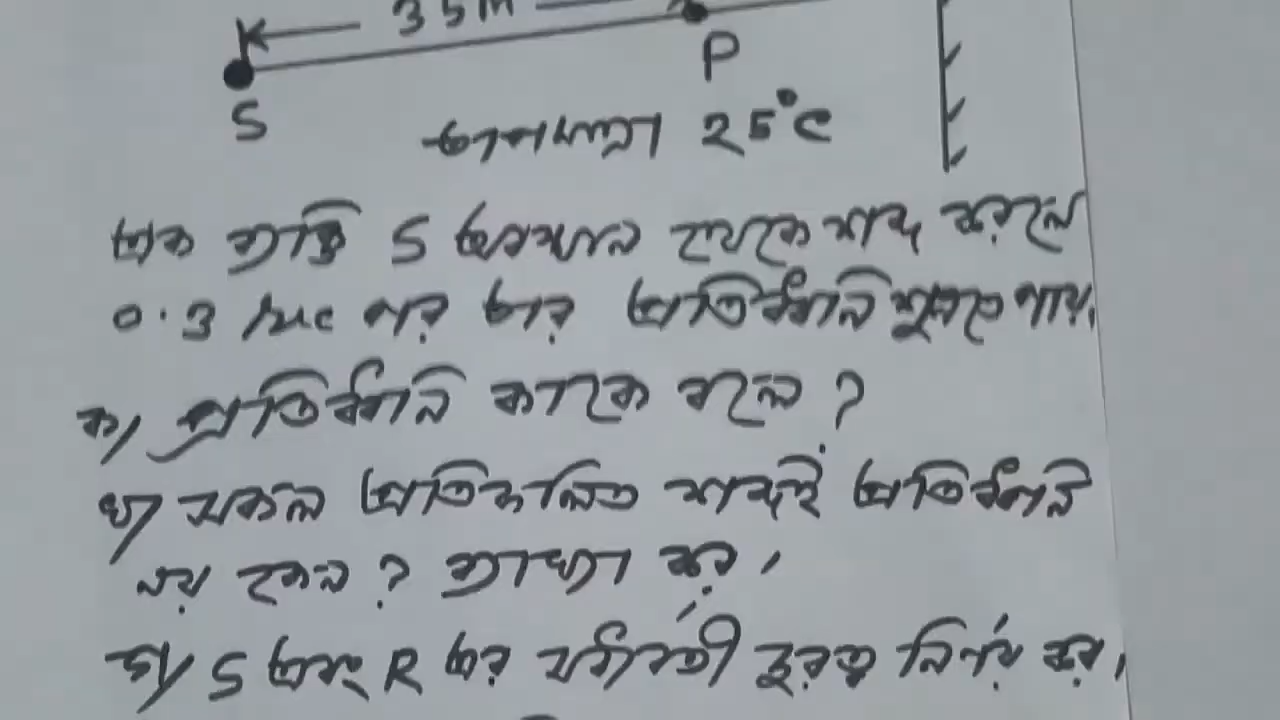 35m
S
P
তাপমাত্রা 25°C
এক ব্যক্তি S অবস্থান থেকে শব্দ করলে
0.3 sec পর তার প্রতিধ্বনি শুনতে পায়।
ক) প্রতিধ্বনি কাকে বলে ?
খ) সকল প্রতিফলিত শব্দই প্রতিধ্বনি
নয় কেন ? ব্যাখ্যা কর।
গ) S এবং R এর মধ্যবর্তী দূরত্ব নির্ণয় কর।